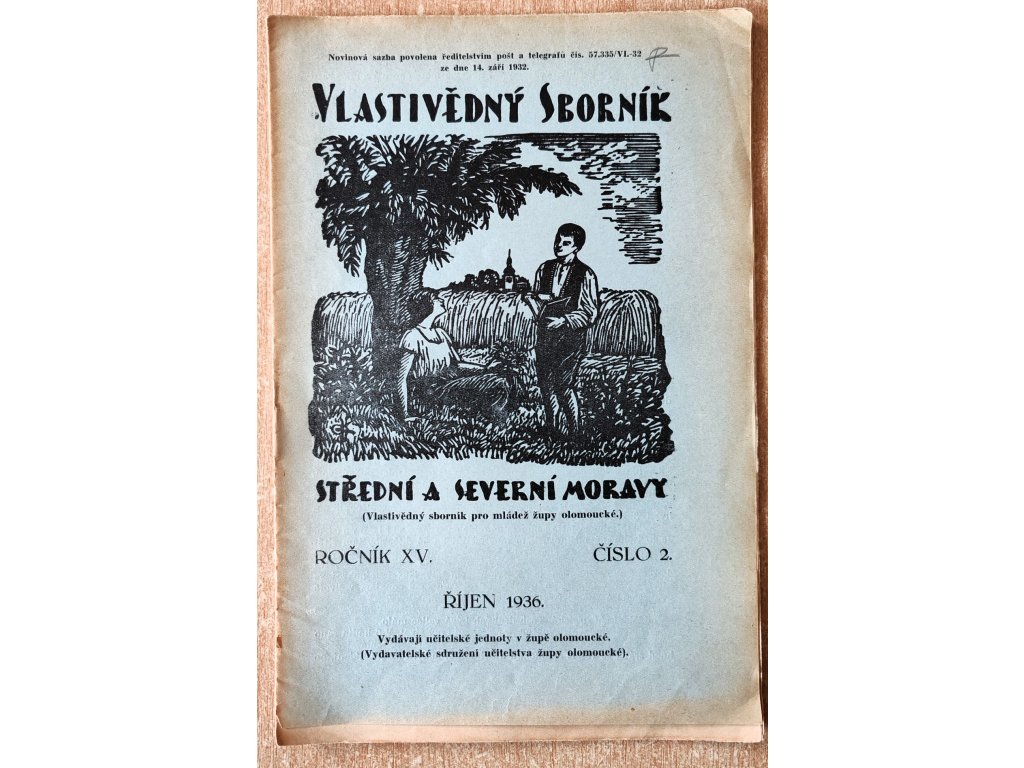 Novinová sazba povolena ředitelstvím pošt a telegrafů čís. 57.335/VI.-32
ze dne 14. září 1932.
VLASTIVĚDNÝ SBORNÍK
STŘEDNÍ A SEVERNÍ MORAVY
(Vlastivědný sborník pro mládež župy olomoucké.)
ROČNÍK XV. ČÍSLO 2.
ŘÍJEN 1936.
Vydávají učitelské jednoty v župě olomoucké.
(Vydavatelské sdružení učitelstva župy olomoucké).